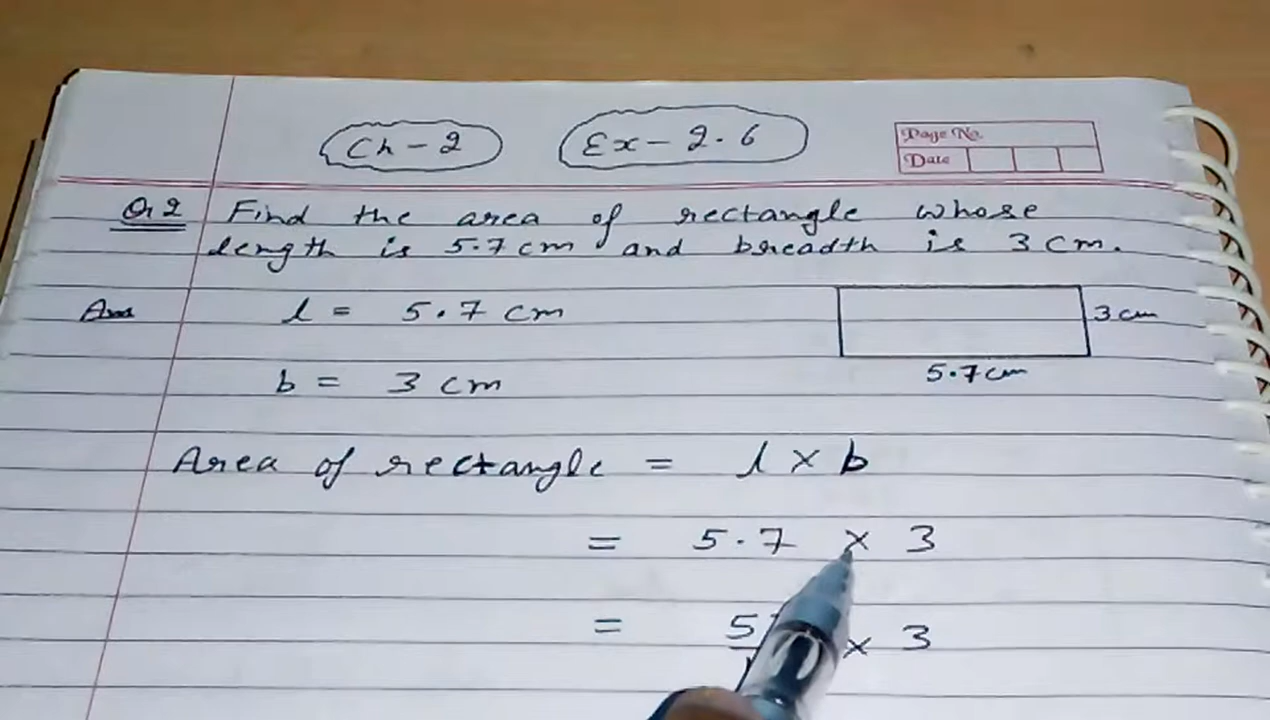 Ch - 2 Ex - 2.6
Page No.
Date
Q. 2 Find the area of rectangle whose
length is 5.7 cm and breadth is 3 cm.
Ans l = 5.7 cm 3 cm
b = 3 cm 5.7 cm
Area of rectangle = l × b
= 5.7 × 3
= 5 × 3